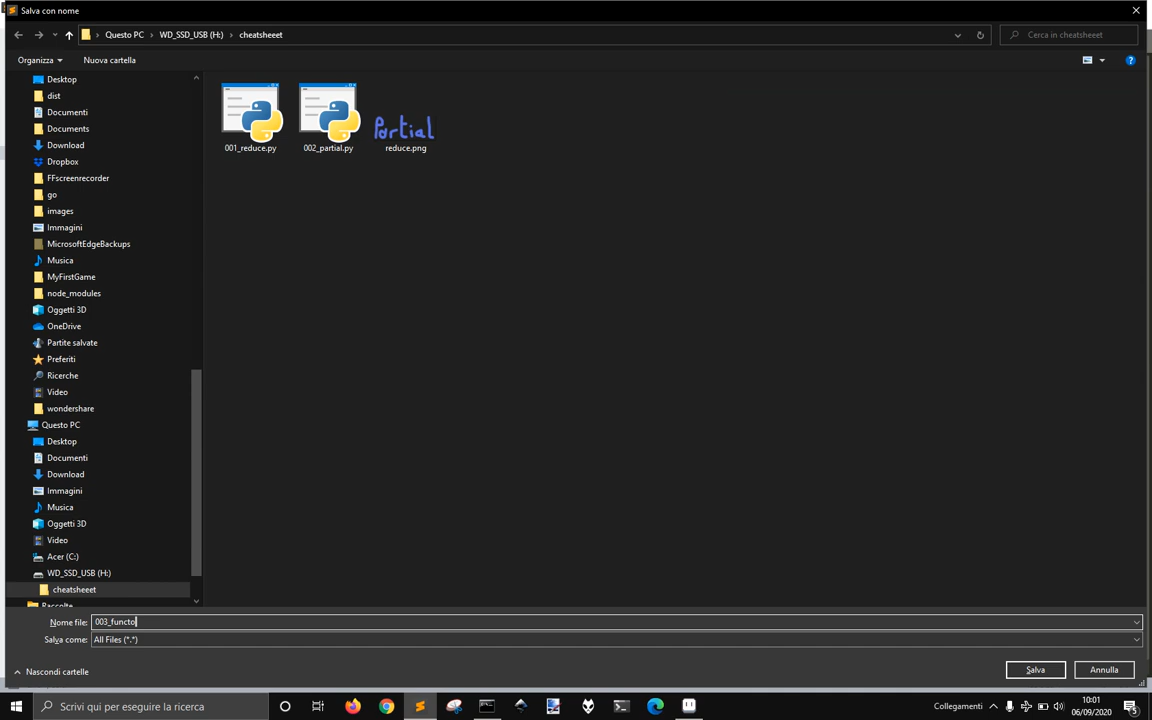 Salva con nome
Questo PC > WD_SSD_USB (H:) > cheatsheeet
Cerca in cheatsheeet
Organizza
Nuova cartella
Desktop
dist
Documenti
Documents
Download
Dropbox
FFscreenrecorder
go
images
Immagini
MicrosoftEdgeBackups
Musica
MyFirstGame
node_modules
Oggetti 3D
OneDrive
Partite salvate
Preferiti
Ricerche
Video
wondershare
Questo PC
Desktop
Documenti
Download
Immagini
Musica
Oggetti 3D
Video
Acer (C:)
WD_SSD_USB (H:)
cheatsheeet
Raccolte
001_reduce.py
002_partial.py
Partial
reduce.png
Nome file: 003_functo
Salva come: All Files (*.*)
Nascondi cartelle
Salva
Annulla
Scrivi qui per eseguire la ricerca
Collegamenti
10:01
06/09/2020
5